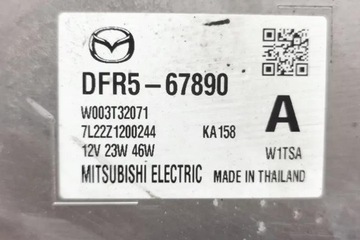 DFR5-67890
W003T32071
7L22Z1200244 KA158 A
12V 23W 46W W1TSA
MITSUBISHI ELECTRIC MADE IN THAILAND